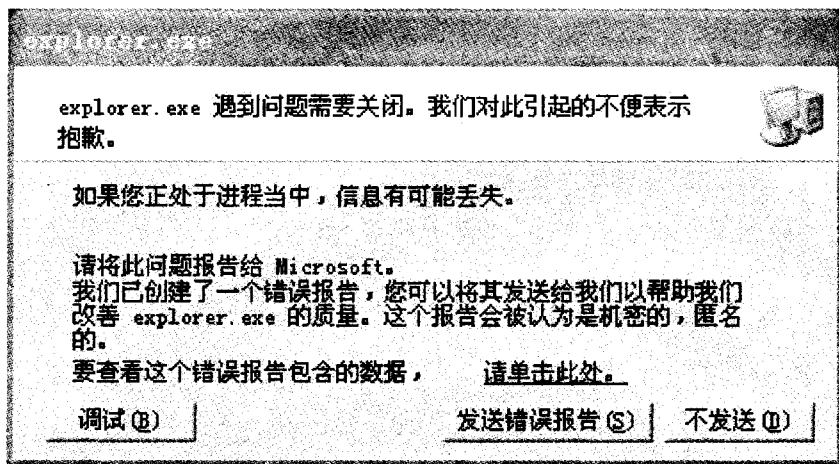 explorer.exe
explorer.exe 遇到问题需要关闭。我们对此引起的不便表示
抱歉。
如果您正处于进程当中，信息有可能丢失。
请将此问题报告给 Microsoft。
我们已创建了一个错误报告，您可以将其发送给我们以帮助我们
改善 explorer.exe 的质量。这个报告会被认为是机密的，匿名
的。
要查看这个错误报告包含的数据， 请单击此处。
调试(B) 发送错误报告(S) 不发送(D)